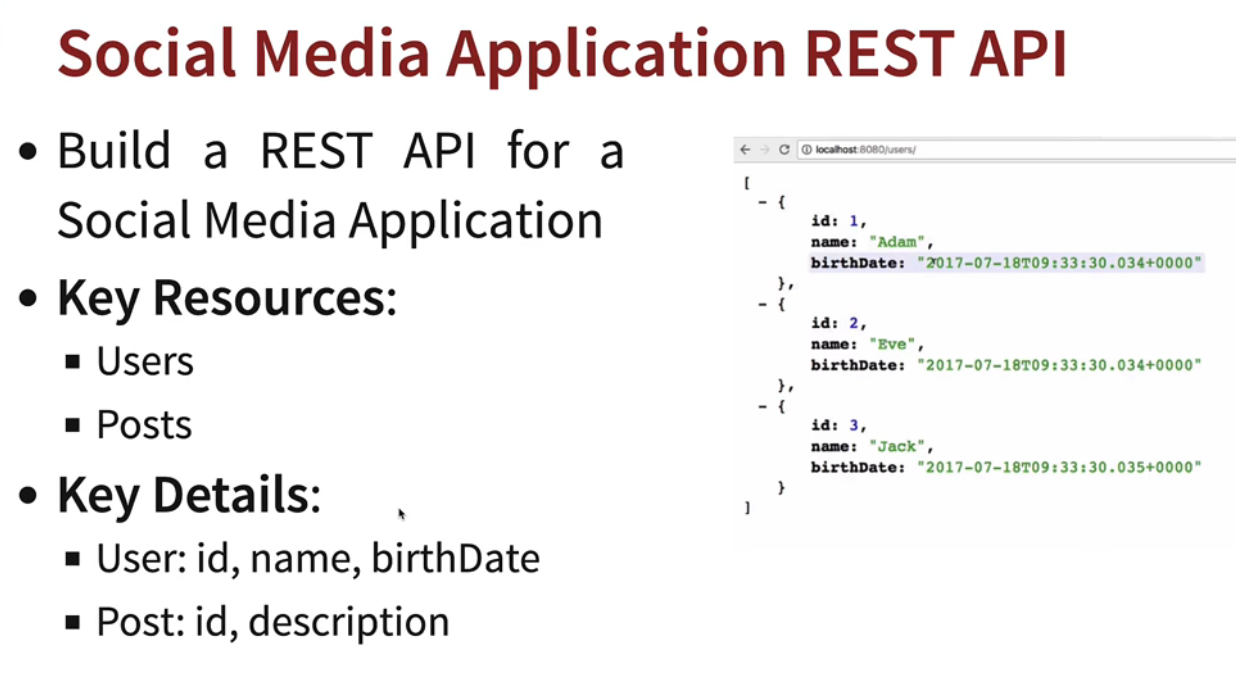 Social Media Application REST API
• Build a REST API for a
Social Media Application
• Key Resources:
▪ Users
▪ Posts
• Key Details:
▪ User: id, name, birthDate
▪ Post: id, description
localhost:8080/users/
[
- {
id: 1,
name: "Adam",
birthDate: "2017-07-18T09:33:30.034+0000"
},
- {
id: 2,
name: "Eve",
birthDate: "2017-07-18T09:33:30.034+0000"
},
- {
id: 3,
name: "Jack",
birthDate: "2017-07-18T09:33:30.035+0000"
}
]